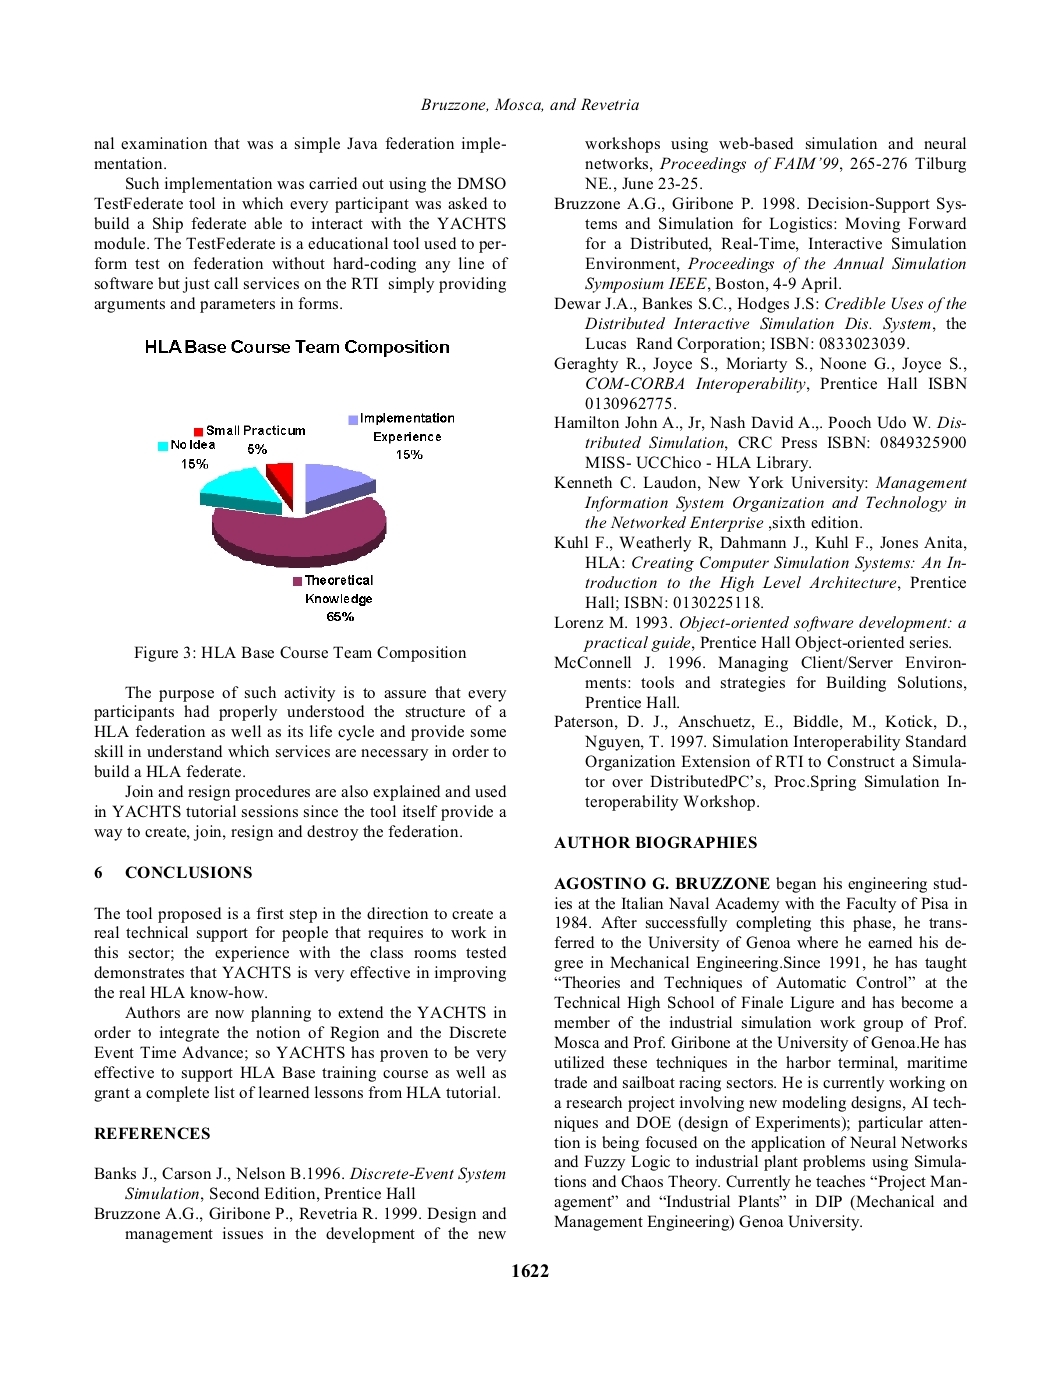 Bruzzone, Mosca, and Revetria
nal examination that was a simple Java federation imple-
mentation.
Such implementation was carried out using the DMSO
TestFederate tool in which every participant was asked to
build a Ship federate able to interact with the YACHTS
module. The TestFederate is a educational tool used to per-
form test on federation without hard-coding any line of
software but just call services on the RTI  simply providing
arguments and parameters in forms.
HLA Base Course Team Composition
Implementation
Experience
15%
Small Practicum
5%
No Idea
15%
Theoretical
Knowledge
65%
Figure 3: HLA Base Course Team Composition
The purpose of such activity is to assure that every
participants had properly understood the structure of a
HLA federation as well as its life cycle and provide some
skill in understand which services are necessary in order to
build a HLA federate.
Join and resign procedures are also explained and used
in YACHTS tutorial sessions since the tool itself provide a
way to create, join, resign and destroy the federation.
6 CONCLUSIONS
The tool proposed is a first step in the direction to create a
real technical support for people that requires to work in
this sector; the experience with the class rooms tested
demonstrates that YACHTS is very effective in improving
the real HLA know-how.
Authors are now planning to extend the YACHTS in
order to integrate the notion of Region and the Discrete
Event Time Advance; so YACHTS has proven to be very
effective to support HLA Base training course as well as
grant a complete list of learned lessons from HLA tutorial.
REFERENCES
Banks J., Carson J., Nelson B.1996. Discrete-Event System
Simulation, Second Edition, Prentice Hall
Bruzzone A.G., Giribone P., Revetria R. 1999. Design and
management issues in the development of the new
workshops using web-based simulation and neural
networks, Proceedings of FAIM'99, 265-276 Tilburg
NE., June 23-25.
Bruzzone A.G., Giribone P. 1998. Decision-Support Sys-
tems and Simulation for Logistics: Moving Forward
for a Distributed, Real-Time, Interactive Simulation
Environment, Proceedings of the Annual Simulation
Symposium IEEE, Boston, 4-9 April.
Dewar J.A., Bankes S.C., Hodges J.S: Credible Uses of the
Distributed Interactive Simulation Dis. System, the
Lucas  Rand Corporation; ISBN: 0833023039.
Geraghty R., Joyce S., Moriarty S., Noone G., Joyce S.,
COM-CORBA Interoperability, Prentice Hall ISBN
0130962775.
Hamilton John A., Jr, Nash David A.,. Pooch Udo W. Dis-
tributed Simulation, CRC Press ISBN: 0849325900
MISS- UCChico - HLA Library.
Kenneth C. Laudon, New York University: Management
Information System Organization and Technology in
the Networked Enterprise ,sixth edition.
Kuhl F., Weatherly R, Dahmann J., Kuhl F., Jones Anita,
HLA: Creating Computer Simulation Systems: An In-
troduction to the High Level Architecture, Prentice
Hall; ISBN: 0130225118.
Lorenz M. 1993. Object-oriented software development: a
practical guide, Prentice Hall Object-oriented series.
McConnell J. 1996. Managing Client/Server Environ-
ments: tools and strategies for Building Solutions,
Prentice Hall.
Paterson, D. J., Anschuetz, E., Biddle, M., Kotick, D.,
Nguyen, T. 1997. Simulation Interoperability Standard
Organization Extension of RTI to Construct a Simula-
tor over DistributedPC's, Proc.Spring Simulation In-
teroperability Workshop.
AUTHOR BIOGRAPHIES
AGOSTINO G. BRUZZONE began his engineering stud-
ies at the Italian Naval Academy with the Faculty of Pisa in
1984. After successfully completing this phase, he trans-
ferred to the University of Genoa where he earned his de-
gree in Mechanical Engineering.Since 1991, he has taught
“Theories and Techniques of Automatic Control” at the
Technical High School of Finale Ligure and has become a
member of the industrial simulation work group of Prof.
Mosca and Prof. Giribone at the University of Genoa.He has
utilized these techniques in the harbor terminal, maritime
trade and sailboat racing sectors. He is currently working on
a research project involving new modeling designs, AI tech-
niques and DOE (design of Experiments); particular atten-
tion is being focused on the application of Neural Networks
and Fuzzy Logic to industrial plant problems using Simula-
tions and Chaos Theory. Currently he teaches “Project Man-
agement” and “Industrial Plants” in DIP (Mechanical and
Management Engineering) Genoa University.
1622